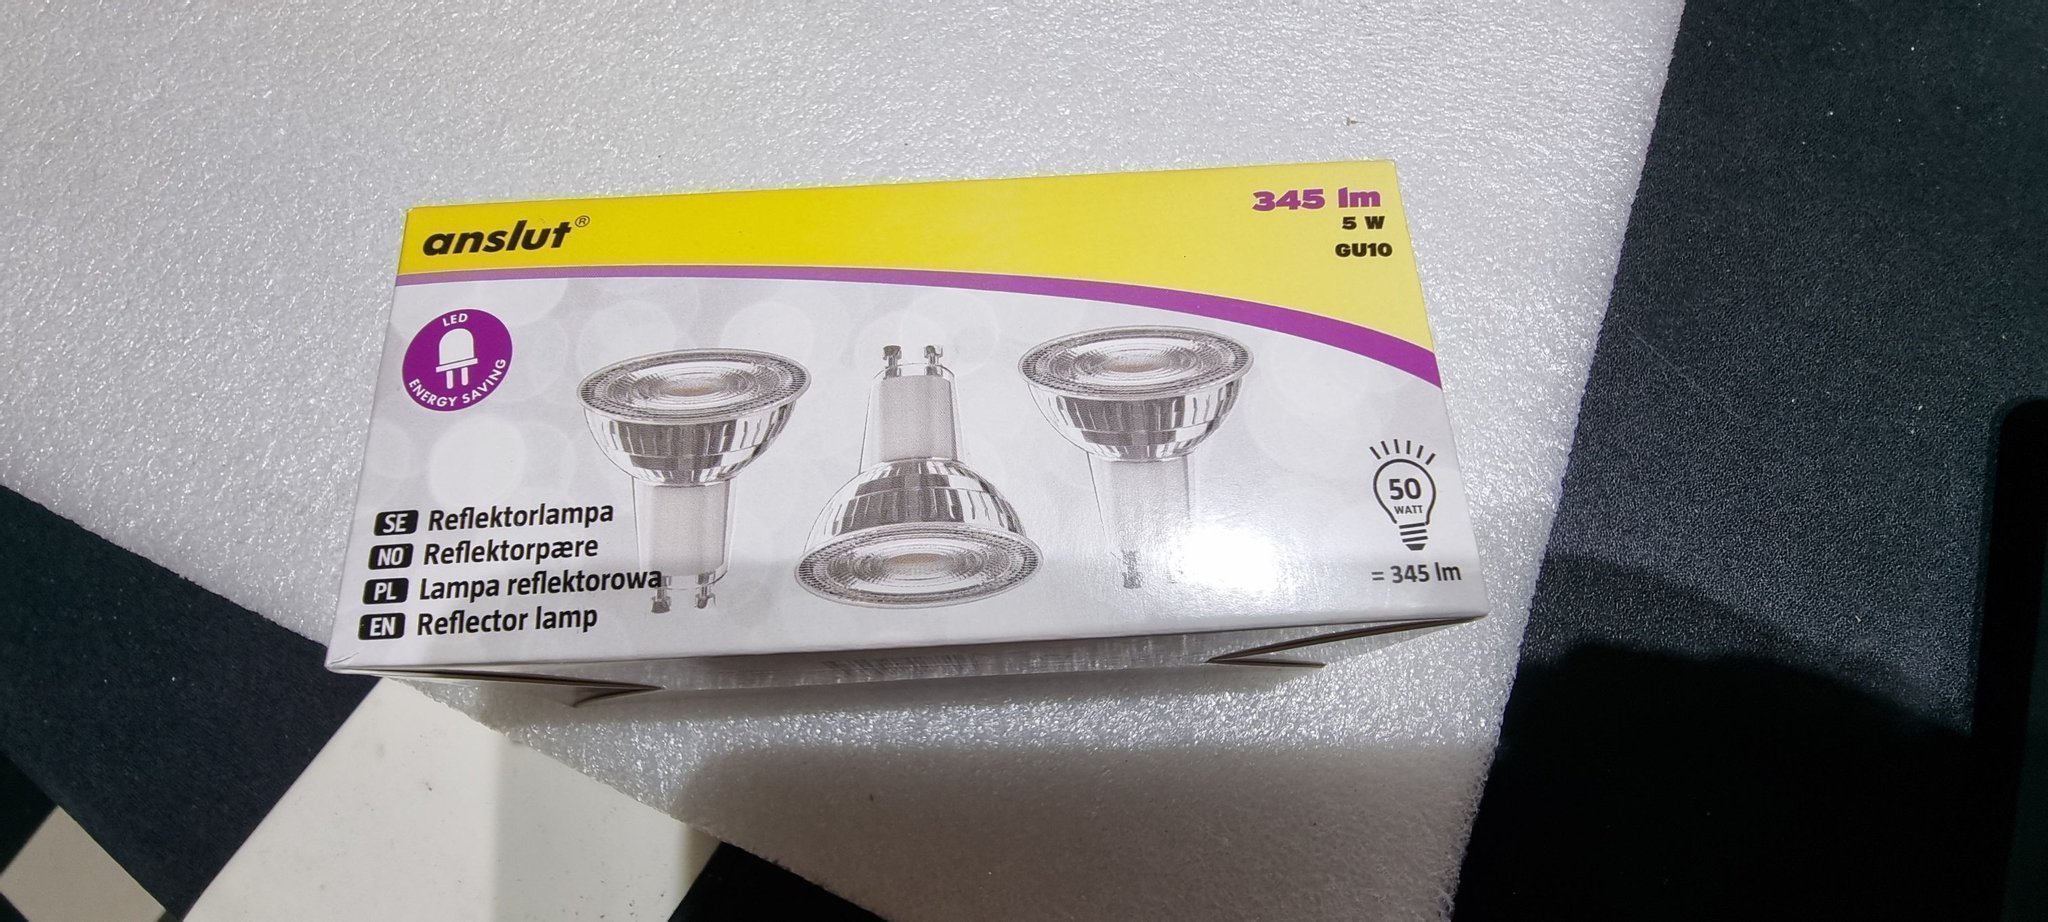 anslut®
345 lm
5 W
GU10
LED
ENERGY SAVING
SE Reflektorlampa
NO Reflektorpære
PL Lampa reflektorowa
EN Reflector lamp
50
WATT
= 345 lm